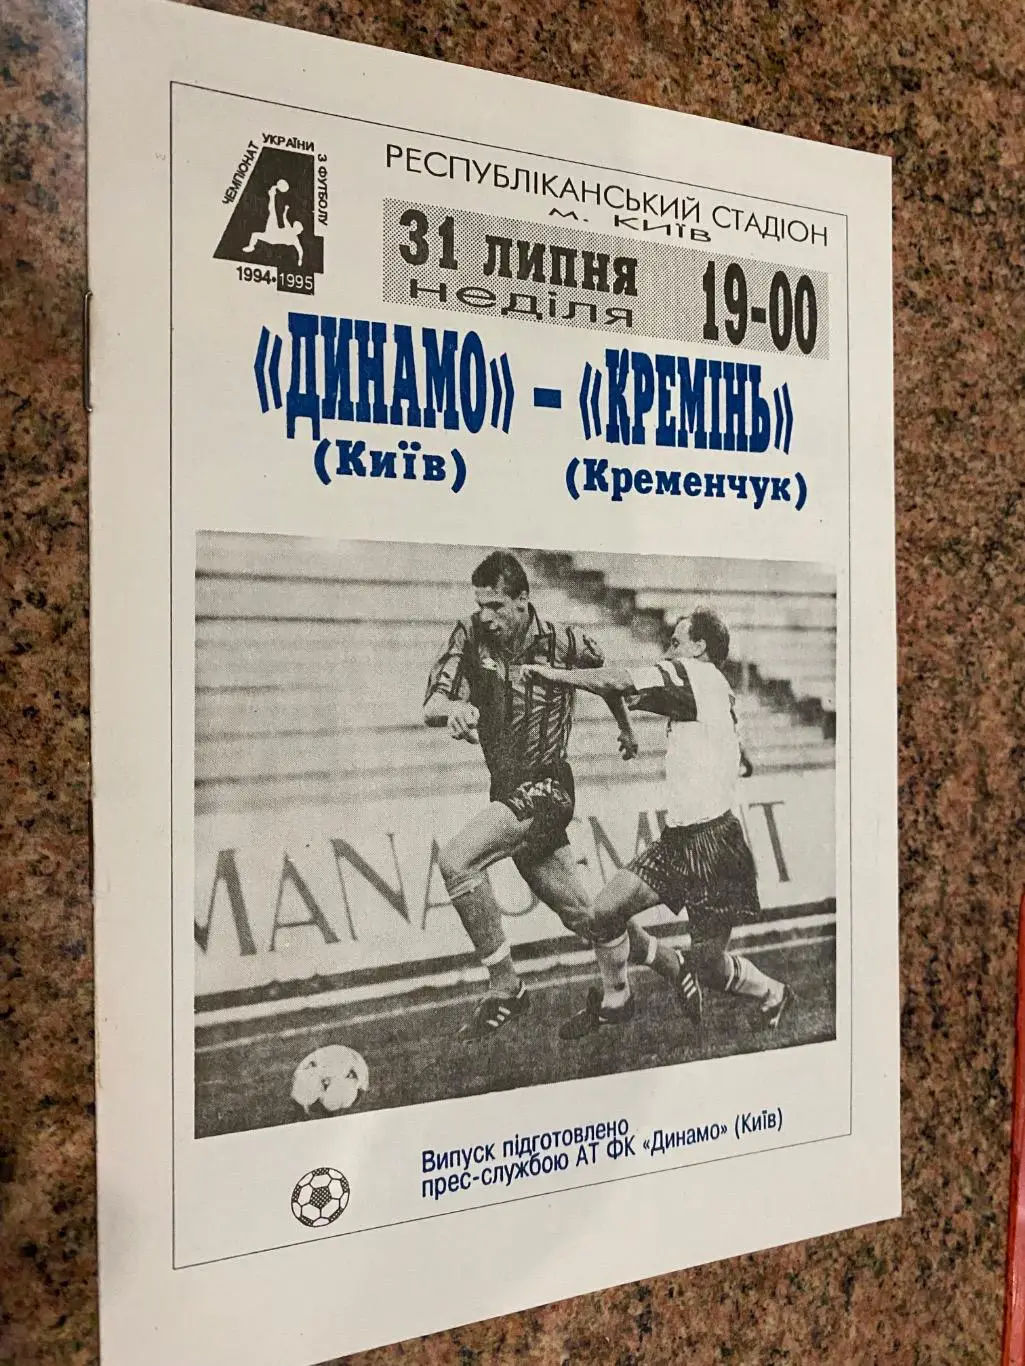 ЧЕМПІОНАТ УКРАЇНИ З ФУТБОЛУ
1994•1995
РЕСПУБЛІКАНСЬКИЙ СТАДІОН
м. КИЇВ
31 ЛИПНЯ 19-00
неділя
«ДИНАМО» – «КРЕМІНЬ»
(Київ) (Кременчук)
MANAGEMENT
Випуск підготовлено
прес-службою АТ ФК «Динамо» (Київ)